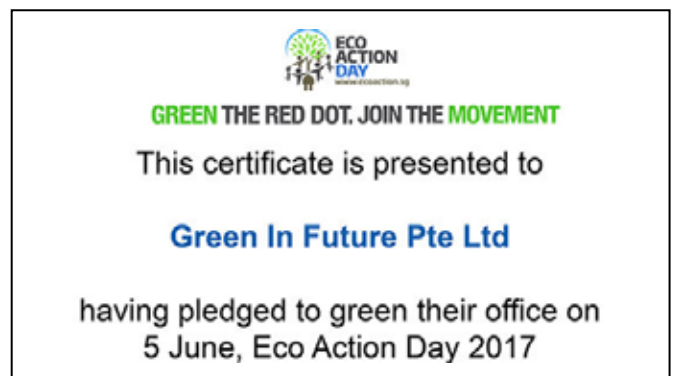 ECO
ACTION
DAY
www.ecoaction.sg
GREEN THE RED DOT. JOIN THE MOVEMENT
This certificate is presented to
Green In Future Pte Ltd
having pledged to green their office on
5 June, Eco Action Day 2017